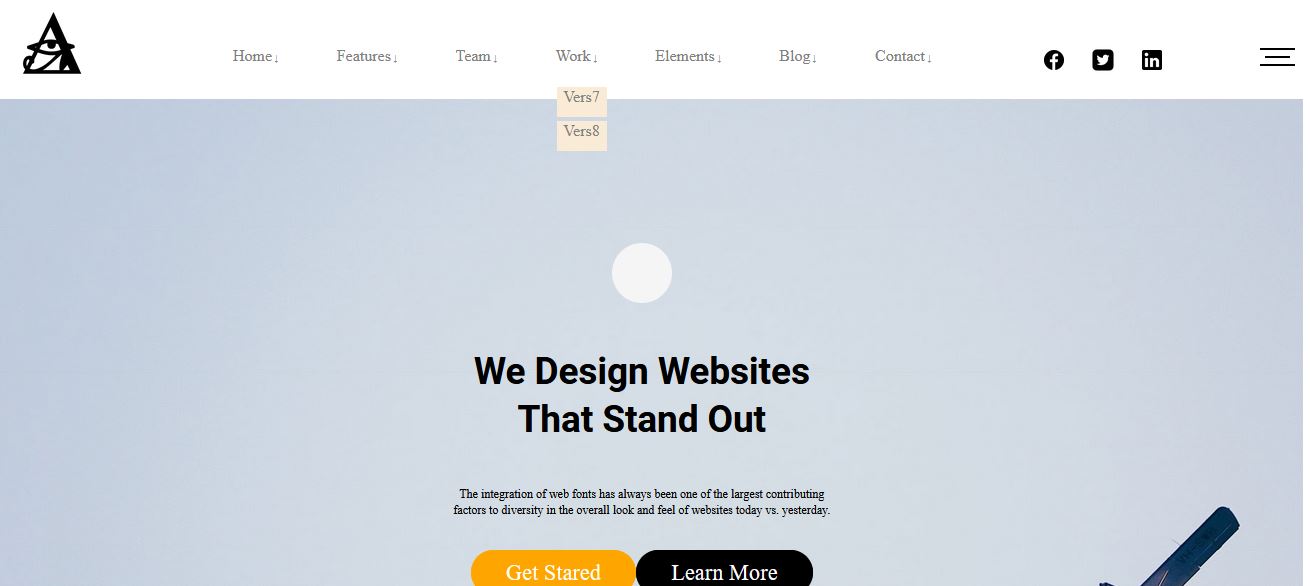 Home↓ Features↓ Team↓ Work↓ Elements↓ Blog↓ Contact↓
Vers7
Vers8
We Design Websites
That Stand Out
The integration of web fonts has always been one of the largest contributing
factors to diversity in the overall look and feel of websites today vs. yesterday.
Get Stared Learn More